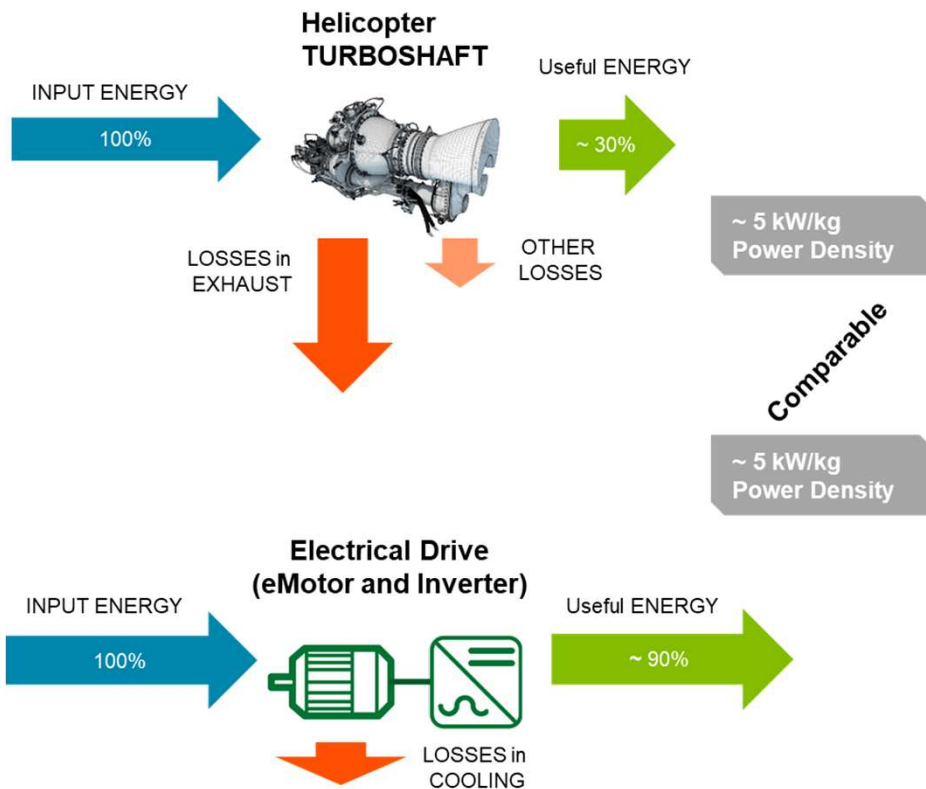 Helicopter
TURBOSHAFT
INPUT ENERGY
100%
Useful ENERGY
~ 30%
LOSSES in
EXHAUST
OTHER
LOSSES
~ 5 kW/kg
Power Density
Comparable
~ 5 kW/kg
Power Density
Electrical Drive
(eMotor and Inverter)
INPUT ENERGY
100%
Useful ENERGY
~ 90%
LOSSES in
COOLING